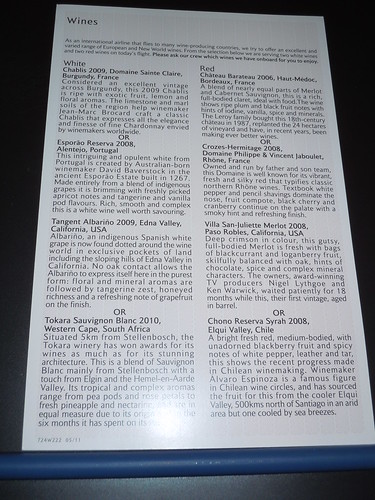 Wines
As an international airline that flies to many wine-producing countries, we try to offer an excellent and
varied range of European and New World wines. From the selection below we are serving two white wines
and two red wines on today's flight. Please ask our crew which wines we have onboard for you to enjoy.
White
Chablis 2009, Domaine Sainte Claire,
Burgundy, France
Considered an excellent vintage
across Burgundy, this 2009 Chablis
is ripe with exotic fruit, lemon and
floral aromas. The limestone and marl
soils of the region help winemaker
Jean-Marc Brocard craft a classic
Chablis that expresses all the elegance
and finesse of fine Chardonnay envied
by winemakers worldwide.
OR
Esporão Reserva 2008,
Alentejo, Portugal
This intriguing and opulent white from
Portugal is created by Australian-born
winemaker David Baverstock in the
ancient Esporão Estate built in 1267.
Made entirely from a blend of indigenous
grapes it is brimming with freshly picked
apricot notes and tangerine and vanilla
pod flavours. Rich, smooth and complex
this is a white wine well worth savouring.
Tangent Albariño 2009, Edna Valley,
California, USA
Albariño, an indigenous Spanish white
grape is now found dotted around the wine
world in exclusive pockets of land
including the sloping hills of Edna Valley in
California. No oak contact allows the
Albariño to express itself here in the purest
form: floral and mineral aromas are
followed by tangerine zest, honeyed
richness and a refreshing note of grapefruit
on the finish.
OR
Tokara Sauvignon Blanc 2010,
Western Cape, South Africa
Situated 5km from Stellenbosch, the
Tokara winery has won awards for its
wines as much as for its stunning
architecture. This is a blend of Sauvignon
Blanc mainly from Stellenbosch with a
touch from Elgin and the Hemel-en-Aarde
Valley. Its tropical and complex aromas
range from pea pods and rose petals to
fresh pineapple and nectarine and are in
equal measure due to its origin the
six months it has spent on its
T24W222 05/11
Red
Château Barateau 2006, Haut-Médoc,
Bordeaux, France
A blend of nearly equal parts of Merlot
and Cabernet Sauvignon, this is a rich,
full-bodied claret, ideal with food. The wine
shows ripe plum and black fruit notes with
hints of iodine, vanilla, spice and minerals.
The Leroy family bought this 18th-century
château in 1967, replanted the 24 hectares
of vineyard and have, in recent years, been
making ever better wines.
OR
Crozes-Hermitage 2008,
Domaine Philippe & Vincent Jaboulet,
Rhône, France
Owned and run by father and son team,
this Domaine is well known for its vibrant,
fresh and silky red that typifies classic
northern Rhône wines. Textbook white
pepper and pencil shavings dominate the
nose, fruit compote, black cherry and
cranberry continue on the palate with a
smoky hint and refreshing finish.
Villa San-Juliette Merlot 2008,
Paso Robles, California, USA
Deep crimson in colour, this gutsy,
full-bodied Merlot is fresh with bags
of blackcurrant and loganberry fruit,
skilfully balanced with oak, hints of
chocolate, spice and complex mineral
characters. The owners, award-winning
TV producers Nigel Lythgoe and
Ken Warwick, waited patiently for 18
months while this, their first vintage, aged
in barrel.
OR
Chono Reserva Syrah 2008,
Elqui Valley, Chile
A bright fresh red, medium-bodied, with
unadorned blackberry fruit and spicy
notes of white pepper, leather and tar,
this shows the recent progress made
in Chilean winemaking. Winemaker
Alvaro Espinoza is a famous figure
in Chilean wine circles, and has sourced
the fruit for this from the cooler Elqui
Valley, 500kms north of Santiago in an arid
area but one cooled by sea breezes.